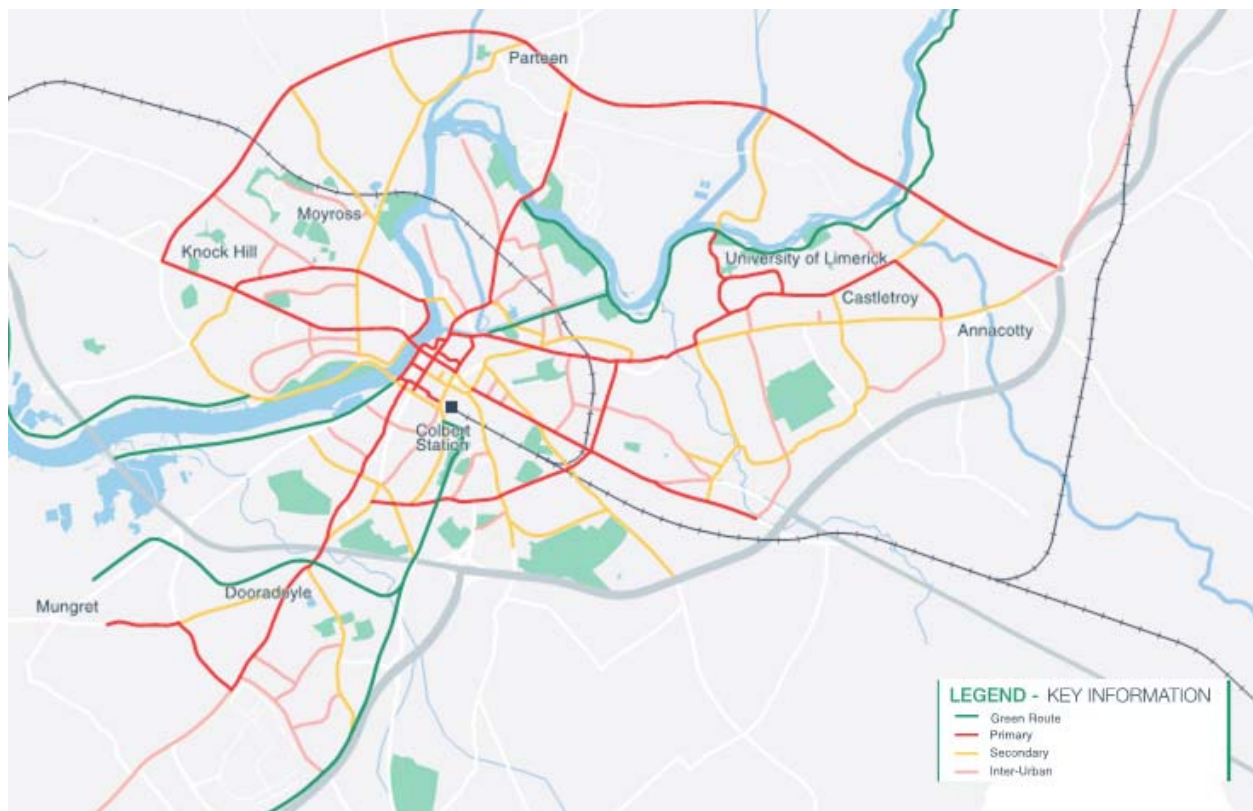 Parteen
Moyross
Knock Hill
University of Limerick
Castletroy
Annacotty
Colbert
Station
Dooradoyle
Mungret
LEGEND - KEY INFORMATION
Green Route
Primary
Secondary
Inter-Urban